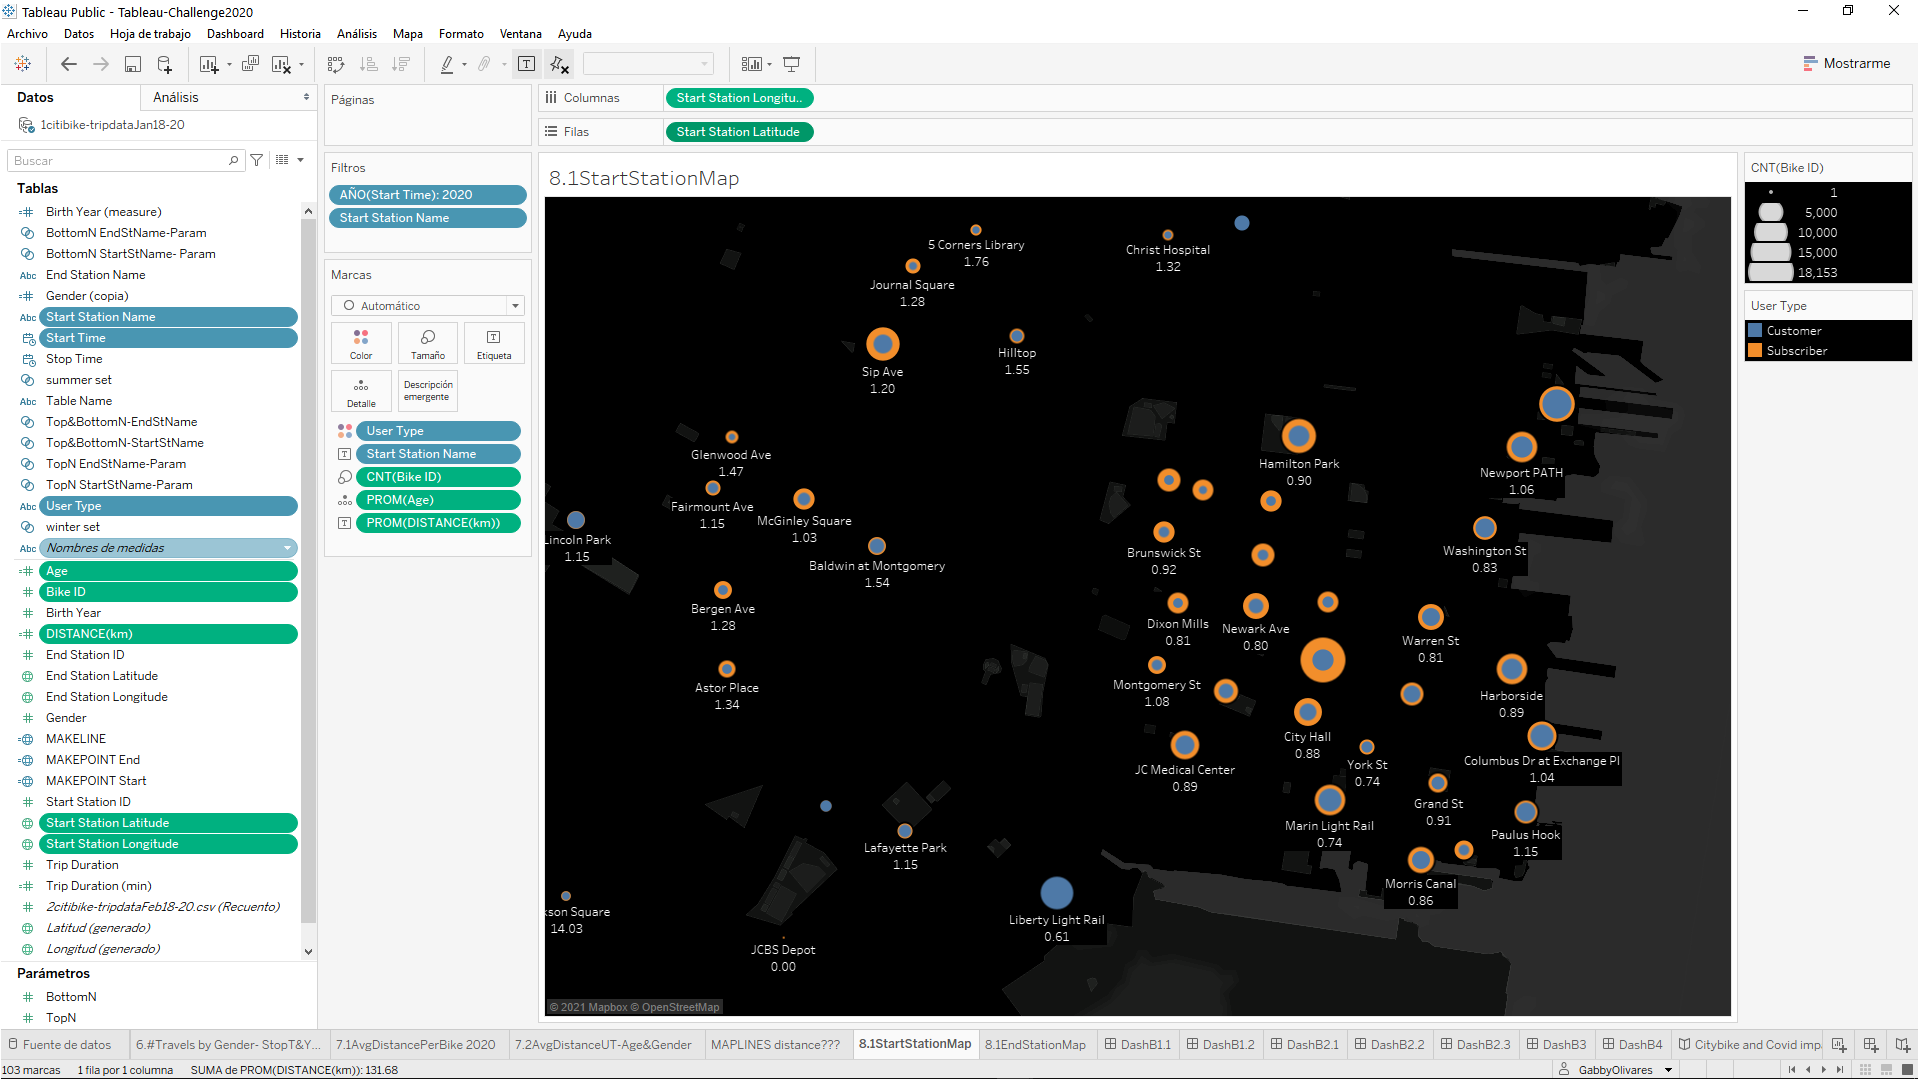 Tableau Public - Tableau-Challenge2020
Archivo Datos Hoja de trabajo Dashboard Historia Análisis Mapa Formato Ventana Ayuda
Mostrarme
Datos Análisis
1citibike-tripdataJan18-20
Buscar
Tablas
Birth Year (measure)
BottomN EndStName-Param
BottomN StartStName- Param
Abc End Station Name
Gender (copia)
Abc Start Station Name
Start Time
Stop Time
summer set
Abc Table Name
Top&BottomN-EndStName
Top&BottomN-StartStName
TopN EndStName-Param
TopN StartStName-Param
Abc User Type
winter set
Abc Nombres de medidas
Age
Bike ID
Birth Year
DISTANCE(km)
End Station ID
End Station Latitude
End Station Longitude
Gender
MAKELINE
MAKEPOINT End
MAKEPOINT Start
Start Station ID
Start Station Latitude
Start Station Longitude
Trip Duration
Trip Duration (min)
2citibike-tripdataFeb18-20.csv (Recuento)
Latitud (generado)
Longitud (generado)
Parámetros
BottomN
TopN
Páginas
Filtros
AÑO(Start Time): 2020
Start Station Name
Marcas
Automático
Color Tamaño Etiqueta
Detalle Descripción emergente
User Type
Start Station Name
CNT(Bike ID)
PROM(Age)
PROM(DISTANCE(km))
Columnas Start Station Longitu..
Filas Start Station Latitude
8.1StartStationMap
5 Corners Library
1.76
Christ Hospital
1.32
Journal Square
1.28
Sip Ave
1.20
Hilltop
1.55
Glenwood Ave
1.47
Hamilton Park
0.90
Newport PATH
1.06
Fairmount Ave
1.15
McGinley Square
1.03
Lincoln Park
1.15
Baldwin at Montgomery
1.54
Brunswick St
0.92
Washington St
0.83
Bergen Ave
1.28
Dixon Mills
0.81
Newark Ave
0.80
Warren St
0.81
Astor Place
1.34
Montgomery St
1.08
Harborside
0.89
City Hall
0.88
JC Medical Center
0.89
York St
0.74
Columbus Dr at Exchange Pl
1.04
Grand St
0.91
Marin Light Rail
0.74
Paulus Hook
1.15
Lafayette Park
1.15
Morris Canal
0.86
kson Square
14.03
Liberty Light Rail
0.61
JCBS Depot
0.00
© 2021 Mapbox © OpenStreetMap
CNT(Bike ID)
1
5,000
10,000
15,000
18,153
User Type
Customer
Subscriber
Fuente de datos 6.#Travels by Gender- StopT&Y... 7.1AvgDistancePerBike 2020 7.2AvgDistanceUT-Age&Gender MAPLINES distance??? 8.1StartStationMap 8.1EndStationMap DashB1.1 DashB1.2 DashB2.1 DashB2.2 DashB2.3 DashB3 DashB4 Citybike and Covid imp
103 marcas 1 fila por 1 columna SUMA de PROM(DISTANCE(km)): 131.68 GabbyOlivares